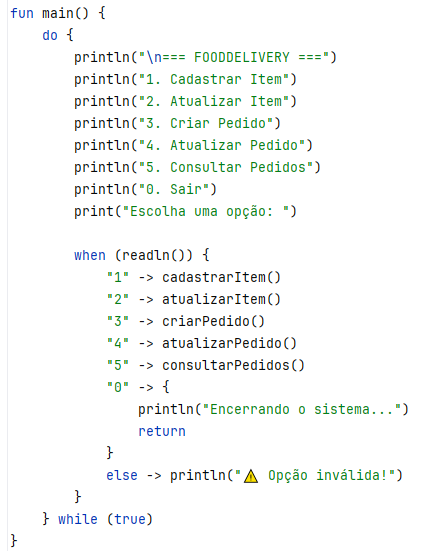 fun main() {
    do {
        println("\n=== FOODDELIVERY ===")
        println("1. Cadastrar Item")
        println("2. Atualizar Item")
        println("3. Criar Pedido")
        println("4. Atualizar Pedido")
        println("5. Consultar Pedidos")
        println("0. Sair")
        print("Escolha uma opção: ")

        when (readln()) {
            "1" -> cadastrarItem()
            "2" -> atualizarItem()
            "3" -> criarPedido()
            "4" -> atualizarPedido()
            "5" -> consultarPedidos()
            "0" -> {
                println("Encerrando o sistema...")
                return
            }
            else -> println("⚠️ Opção inválida!")
        }
    } while (true)
}